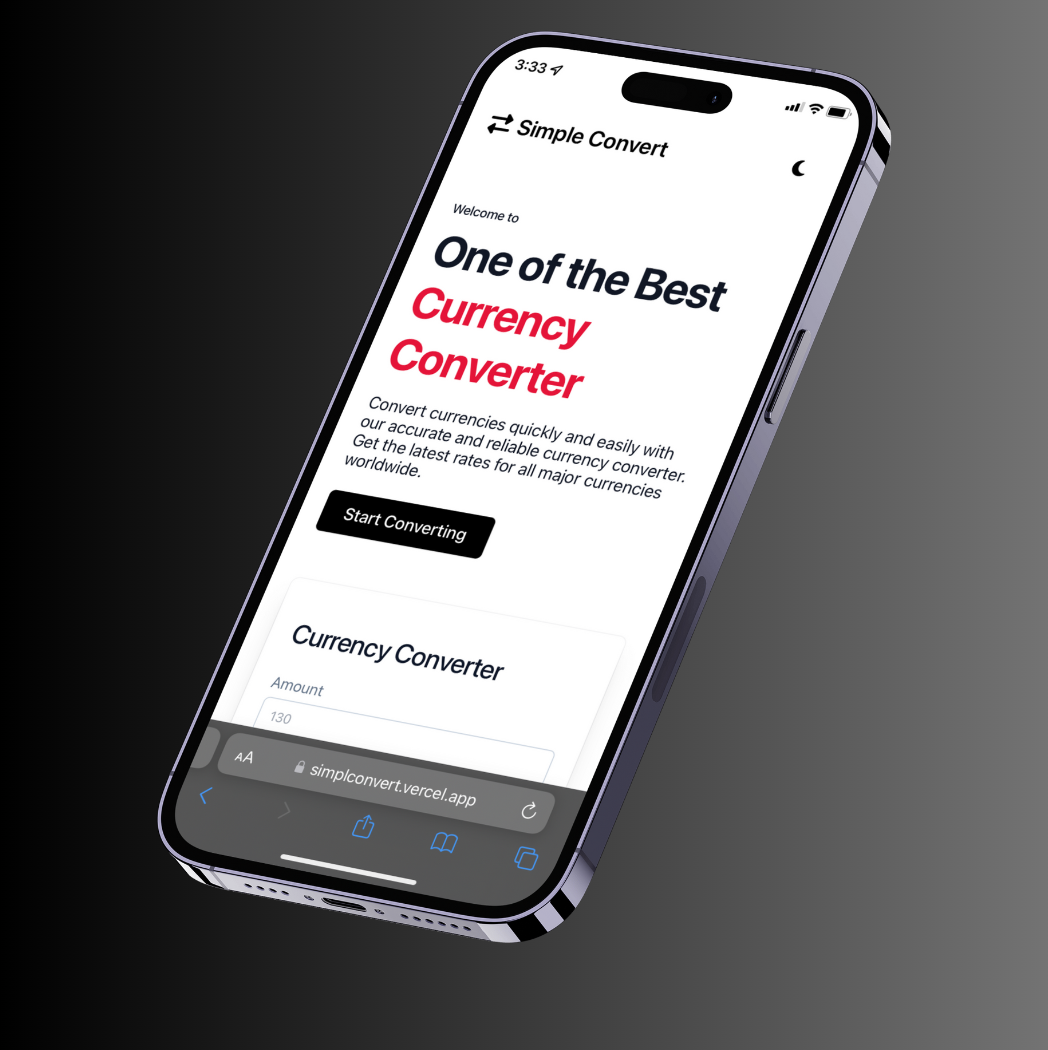 3:33
Simple Convert
Welcome to
One of the Best
Currency
Converter
Convert currencies quickly and easily with
our accurate and reliable currency converter.
Get the latest rates for all major currencies
worldwide.
Start Converting
Currency Converter
Amount
130
AA
simplconvert.vercel.app